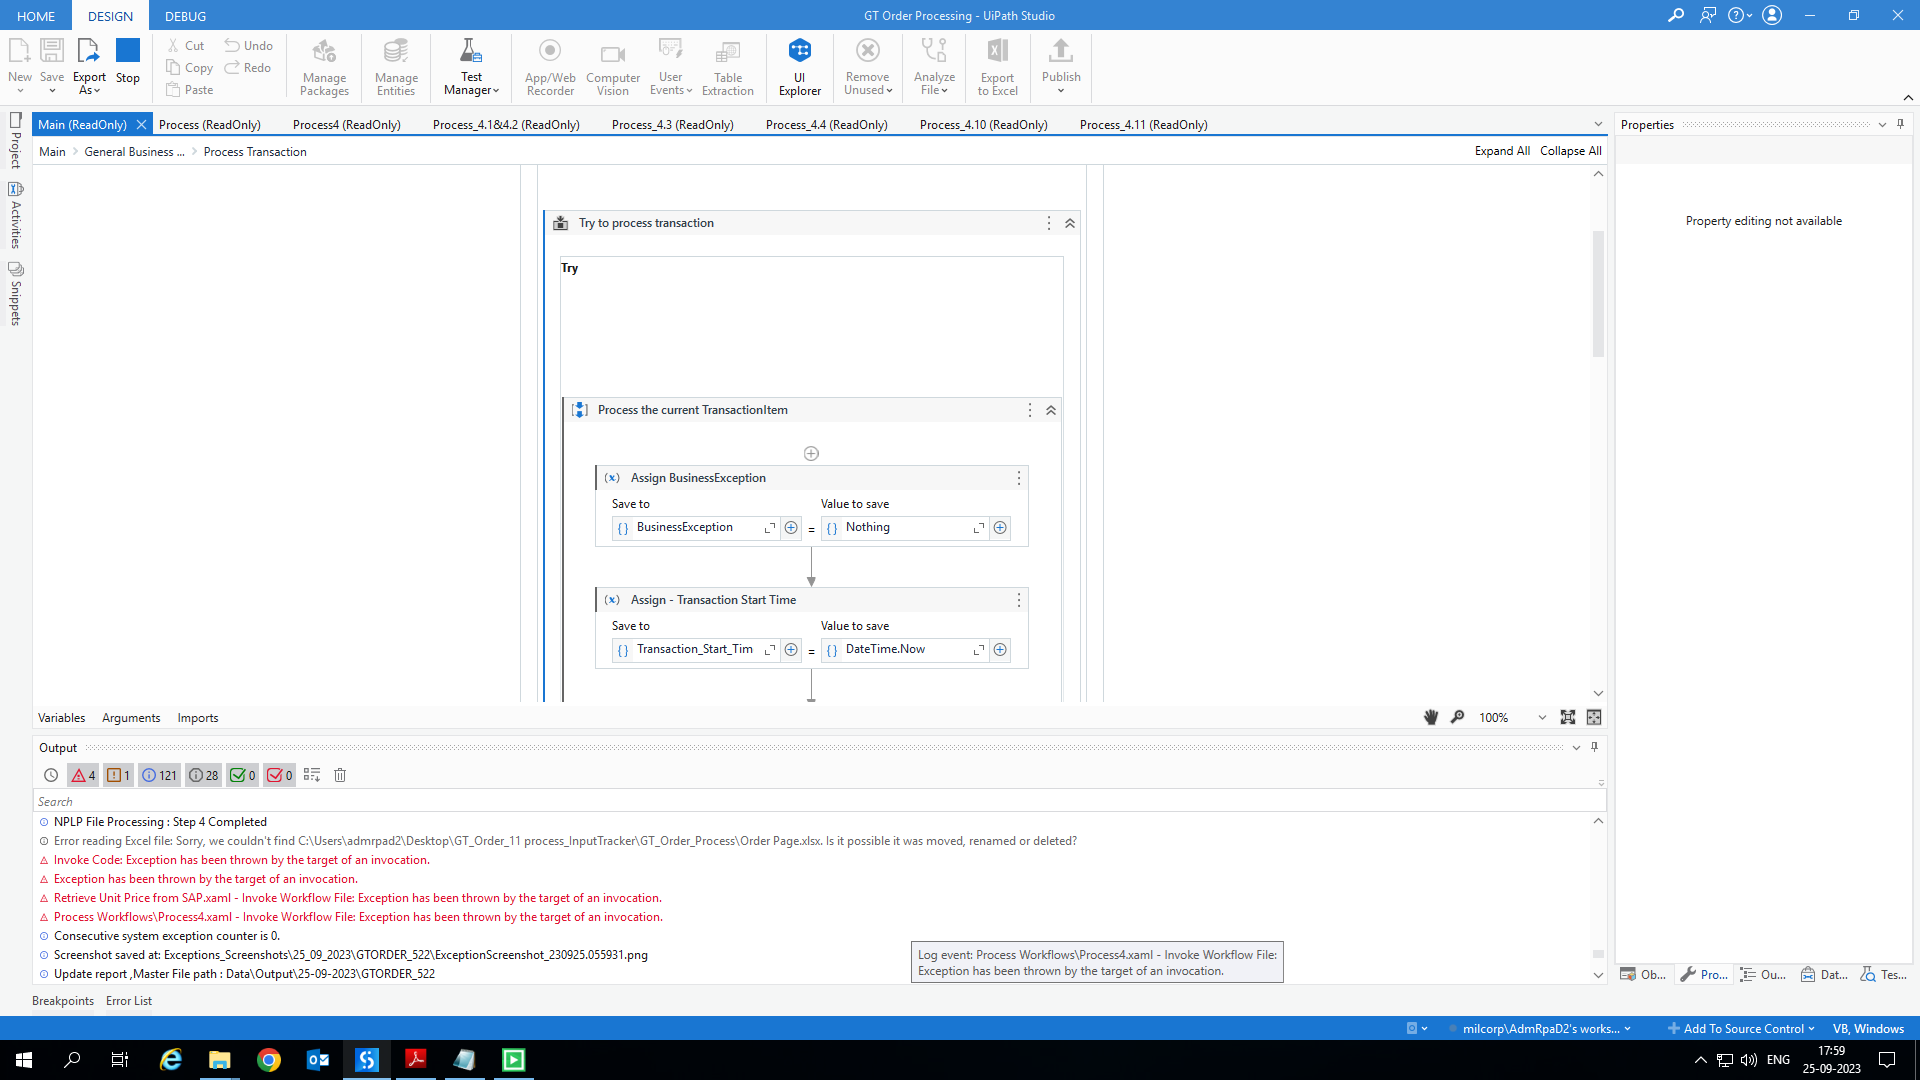 HOME DESIGN DEBUG GT Order Processing - UiPath Studio
New Save Export As Stop
Cut
Copy
Paste
Undo
Redo
Manage Packages
Manage Entities
Test Manager
App/Web Recorder
Computer Vision
User Events
Table Extraction
UI Explorer
Remove Unused
Analyze File
Export to Excel
Publish
Main (ReadOnly) Process (ReadOnly) Process4 (ReadOnly) Process_4.1&4.2 (ReadOnly) Process_4.3 (ReadOnly) Process_4.4 (ReadOnly) Process_4.10 (ReadOnly) Process_4.11 (ReadOnly)
Main General Business ... Process Transaction Expand All Collapse All
Project
Activities
Snippets
Try to process transaction
Try
Process the current TransactionItem
(x) Assign BusinessException
Save to Value to save
{} BusinessException = {} Nothing
(x) Assign - Transaction Start Time
Save to Value to save
{} Transaction_Start_Tim = {} DateTime.Now
Properties
Property editing not available
Variables Arguments Imports 100%
Output
4 1 121 28 0 0
Search
NPLP File Processing : Step 4 Completed
Error reading Excel file: Sorry, we couldn't find C:\Users\admrpad2\Desktop\GT_Order_11 process_InputTracker\GT_Order_Process\Order Page.xlsx. Is it possible it was moved, renamed or deleted?
Invoke Code: Exception has been thrown by the target of an invocation.
Exception has been thrown by the target of an invocation.
Retrieve Unit Price from SAP.xaml - Invoke Workflow File: Exception has been thrown by the target of an invocation.
Process Workflows\Process4.xaml - Invoke Workflow File: Exception has been thrown by the target of an invocation.
Consecutive system exception counter is 0.
Screenshot saved at: Exceptions_Screenshots\25_09_2023\GTORDER_522\ExceptionScreenshot_230925.055931.png
Update report ,Master File path : Data\Output\25-09-2023\GTORDER_522
Log event: Process Workflows\Process4.xaml - Invoke Workflow File:
Exception has been thrown by the target of an invocation.
Ob... Pro... Ou... Dat... Tes...
Breakpoints Error List
milcorp\AdmRpaD2's works... Add To Source Control VB, Windows
ENG
17:59
25-09-2023